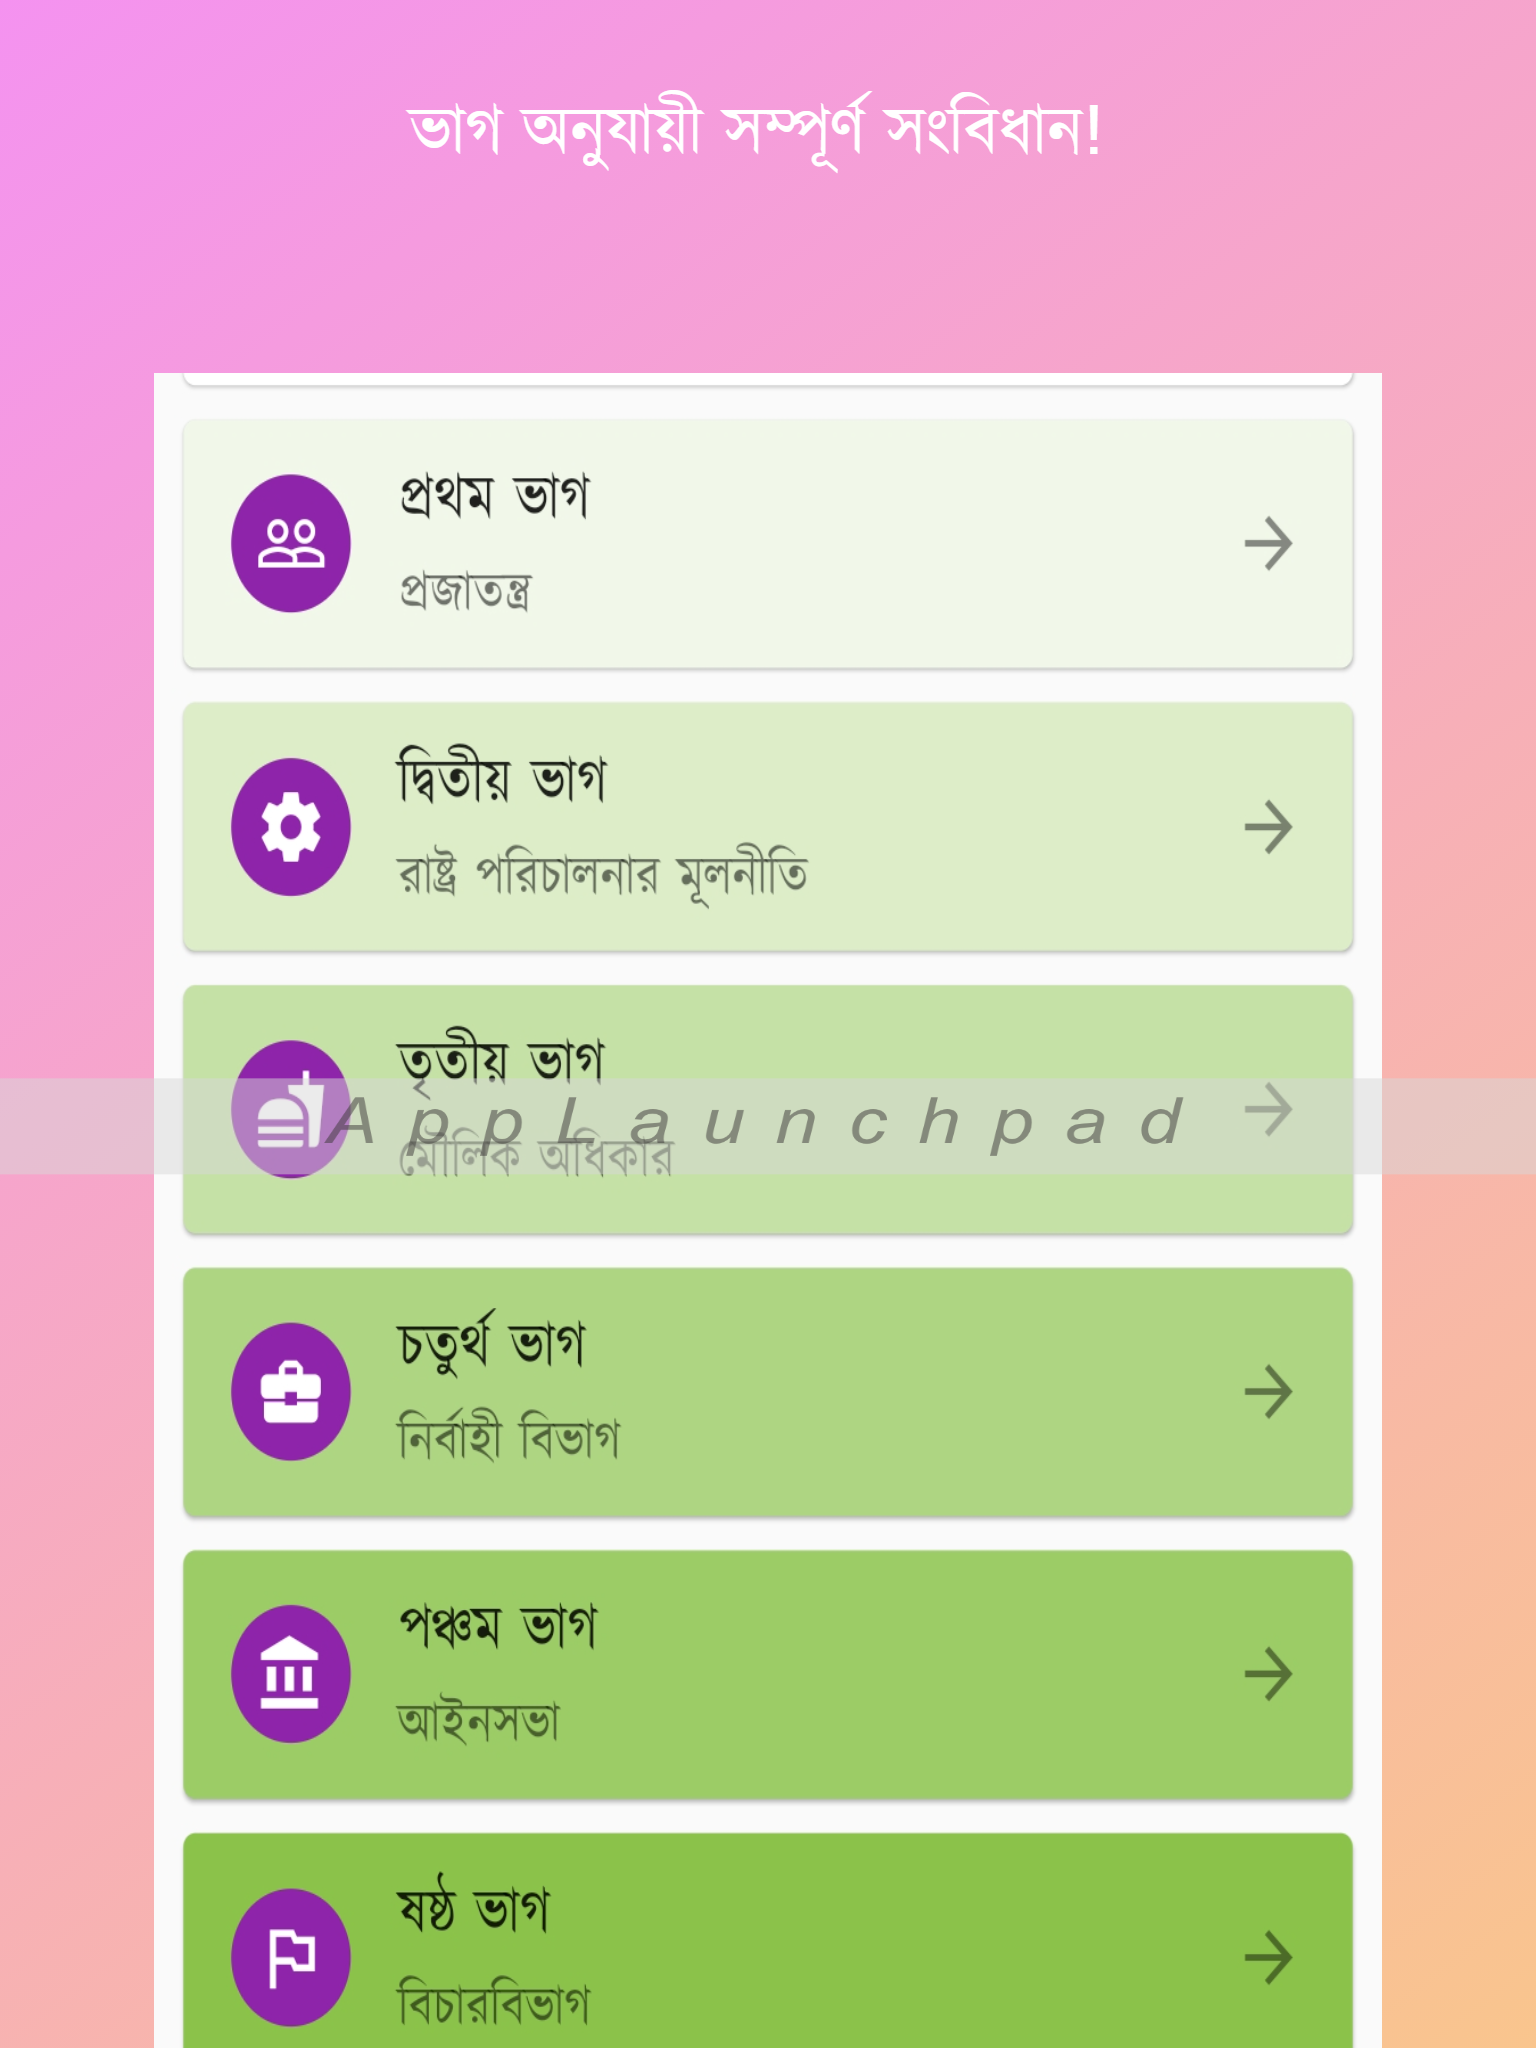 ভাগ অনুযায়ী সম্পূর্ণ সংবিধান!
প্রথম ভাগ
প্রজাতন্ত্র
দ্বিতীয় ভাগ
রাষ্ট্র পরিচালনার মূলনীতি
তৃতীয় ভাগ
AppLaunchpad
মৌলিক অধিকার
চতুর্থ ভাগ
নির্বাহী বিভাগ
পঞ্চম ভাগ
আইনসভা
ষষ্ঠ ভাগ
বিচারবিভাগ